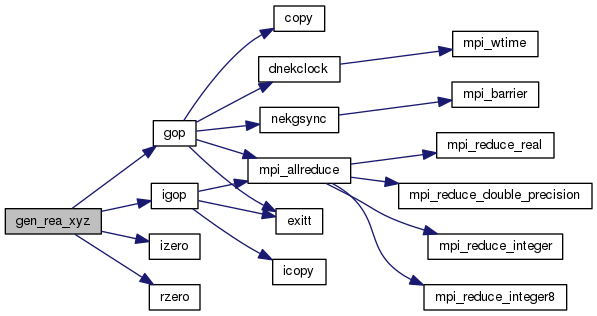 copy
dnekclock
mpi_wtime
nekgsync
mpi_barrier
gop
mpi_allreduce
mpi_reduce_real
mpi_reduce_double_precision
gen_rea_xyz
igop
exitt
mpi_reduce_integer
izero
icopy
rzero
mpi_reduce_integer8